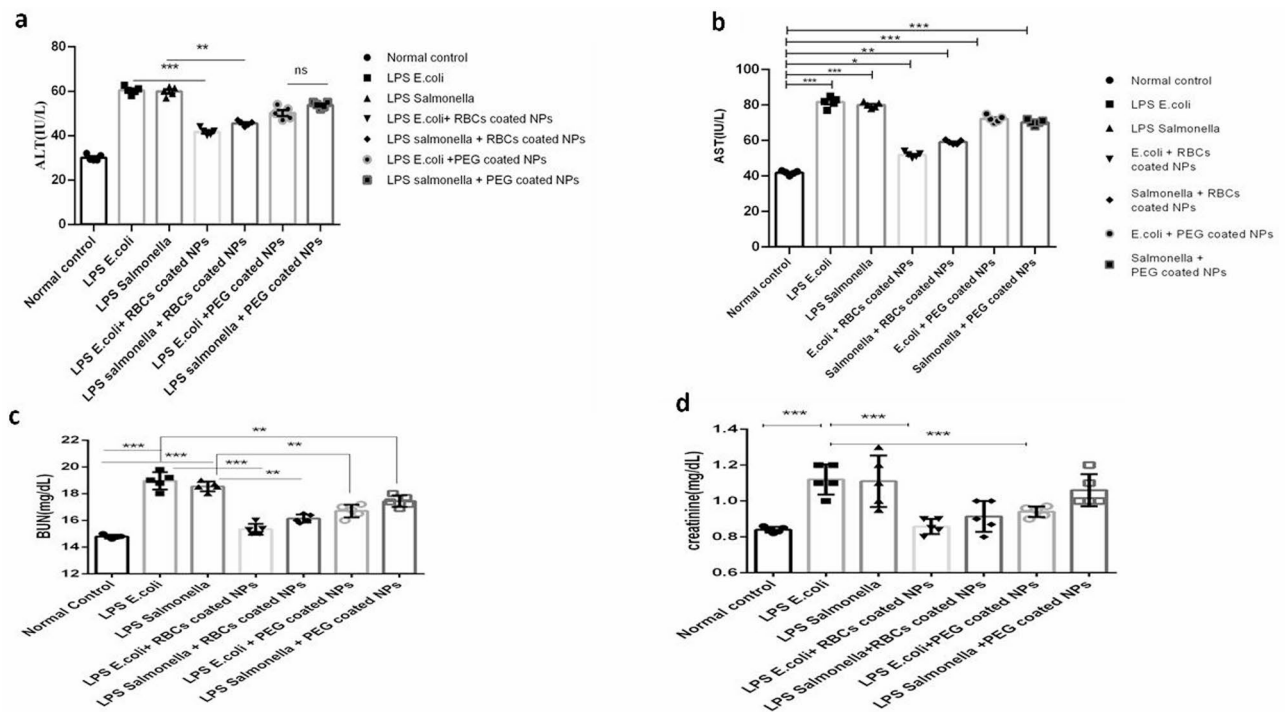 a
ALT(IU/L)
80
60
40
20
0
***
**
ns
Normal control
LPS E.coli
LPS Salmonella
LPS E.coli+ RBCs coated NPs
LPS salmonella + RBCs coated NPs
LPS E.coli +PEG coated NPs
LPS salmonella + PEG coated NPs
Normal control
LPS E.coli
LPS Salmonella
LPS E.coli+ RBCs coated NPs
LPS salmonella + RBCs coated NPs
LPS E.coli +PEG coated NPs
LPS salmonella + PEG coated NPs
b
AST(IU/L)
100
80
60
40
20
0
***
***
**
*
***
***
Normal control
LPS E.coli
LPS Salmonella
E.coli + RBCs coated NPs
Salmonella + RBCs coated NPs
E.coli + PEG coated NPs
Salmonella + PEG coated NPs
Normal control
LPS E.coli
LPS Salmonella
E.coli + RBCs
coated NPs
Salmonella + RBCs
coated NPs
E.coli + PEG coated NPs
Salmonella +
PEG coated NPs
c
BUN(mg/dL)
22
20
18
16
14
12
**
***
**
***
***
**
Normal Control
LPS E.coli
LPS Salmonella
LPS E.coli+ RBCs coated NPs
LPS Salmonella + RBCs coated NPs
LPS E.coli + PEG coated NPs
LPS Salmonella + PEG coated NPs
d
creatinine(mg/dL)
1.4
1.2
1.0
0.8
0.6
***
***
***
Normal control
LPS E.coli
LPS Salmonella
LPS E.coli+ RBCs coated NPs
LPS Salmonella+RBCs coated NPs
LPS E.coli+PEG coated NPs
LPS Salmonella +PEG coated NPs